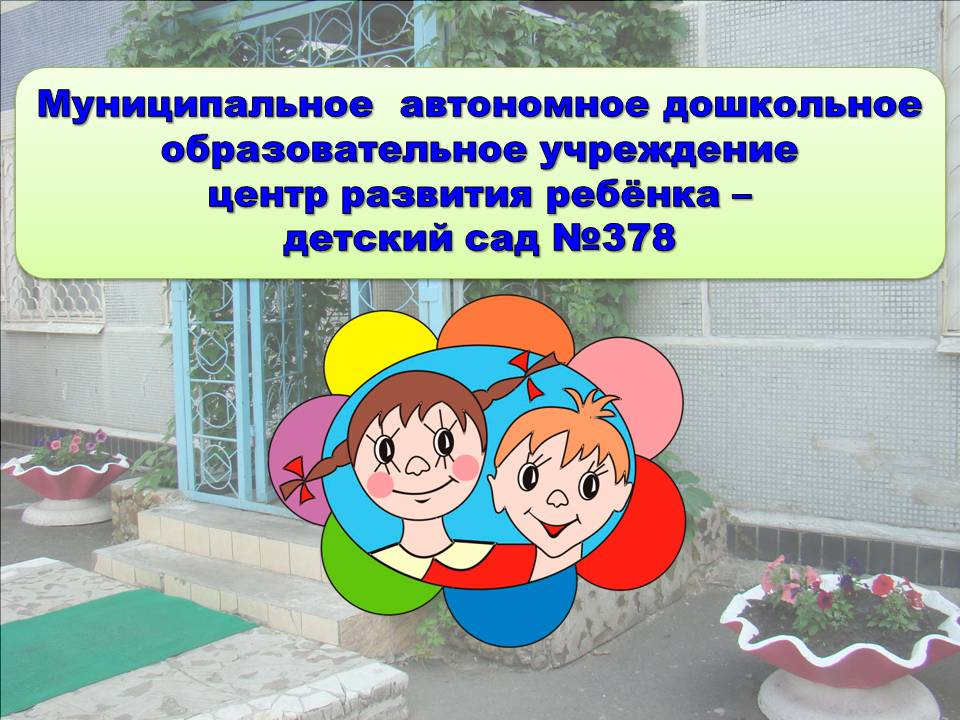 Муниципальное автономное дошкольное
образовательное учреждение
центр развития ребёнка –
детский сад №378